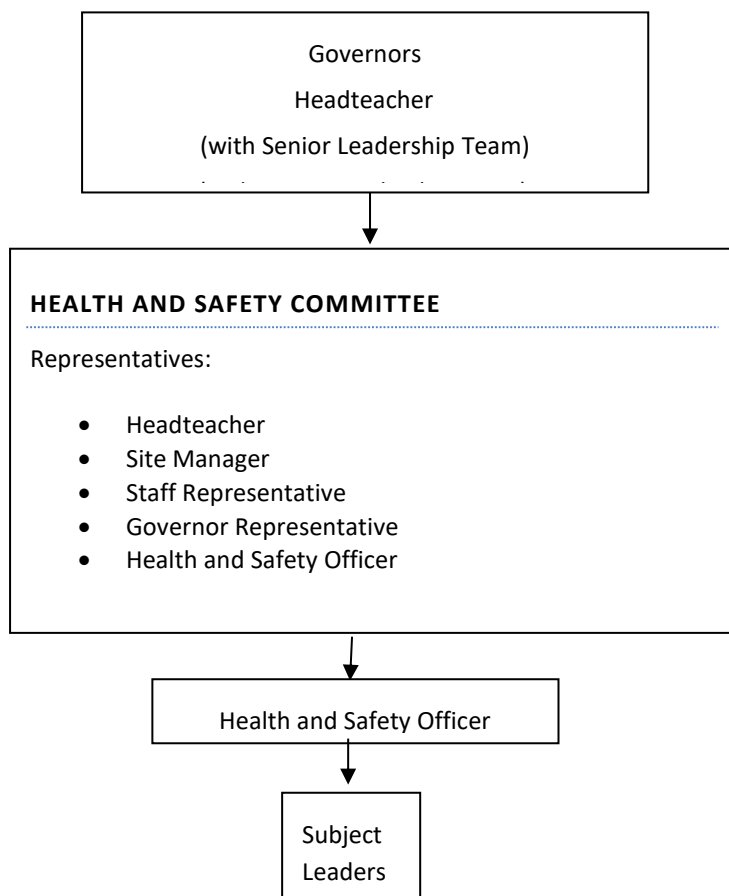 Governors
Headteacher
(with Senior Leadership Team)
HEALTH AND SAFETY COMMITTEE
Representatives:
• Headteacher
• Site Manager
• Staff Representative
• Governor Representative
• Health and Safety Officer
Health and Safety Officer
Subject
Leaders